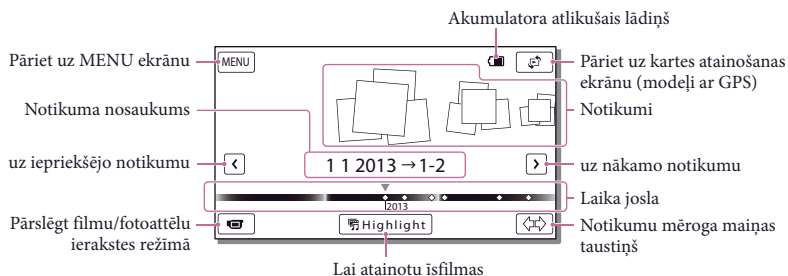 Akumulatora atlikušais lādiņš
Pāriet uz MENU ekrānu
MENU
Pāriet uz kartes atainošanas
ekrānu (modeļi ar GPS)
Notikuma nosaukums
Notikumi
uz iepriekšējo notikumu
1 1 2013 →1-2
uz nākamo notikumu
Laika josla
2013
Pārslēgt filmu/fotoattēlu
ierakstes režīmā
Highlight
Notikumu mēroga maiņas
taustiņš
Lai atainotu īsfilmas